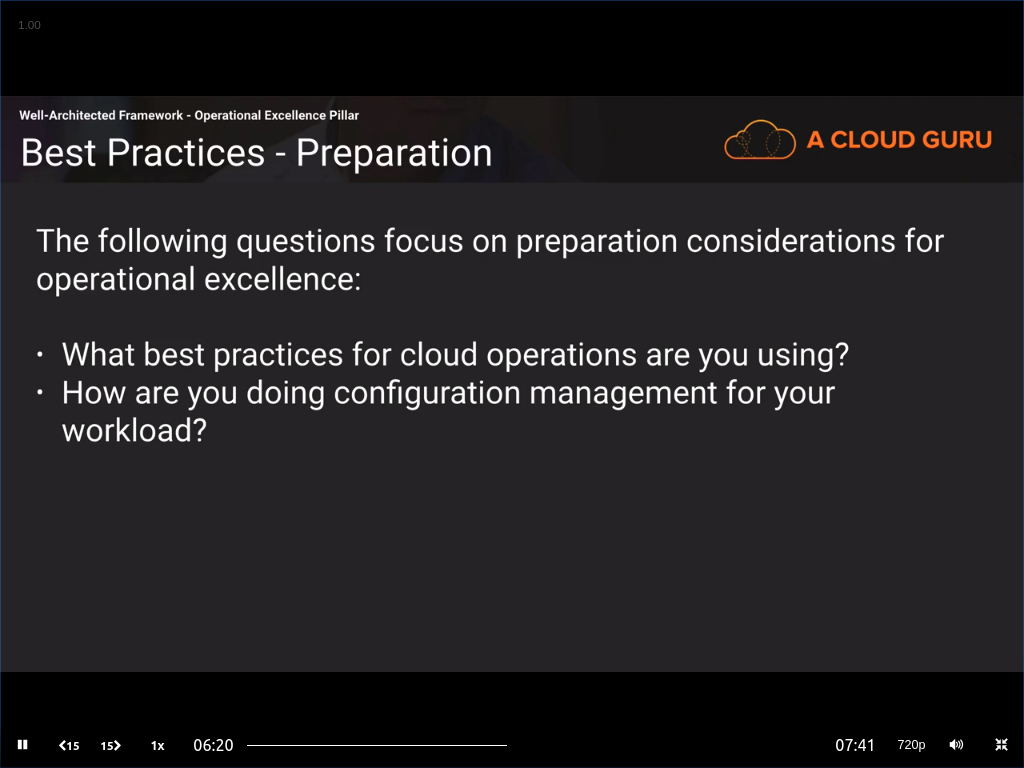 1.00
Well-Architected Framework - Operational Excellence Pillar
Best Practices - Preparation
A CLOUD GURU
The following questions focus on preparation considerations for
operational excellence:
• What best practices for cloud operations are you using?
• How are you doing configuration management for your
workload?
15 15 1x 06:20 07:41 720p